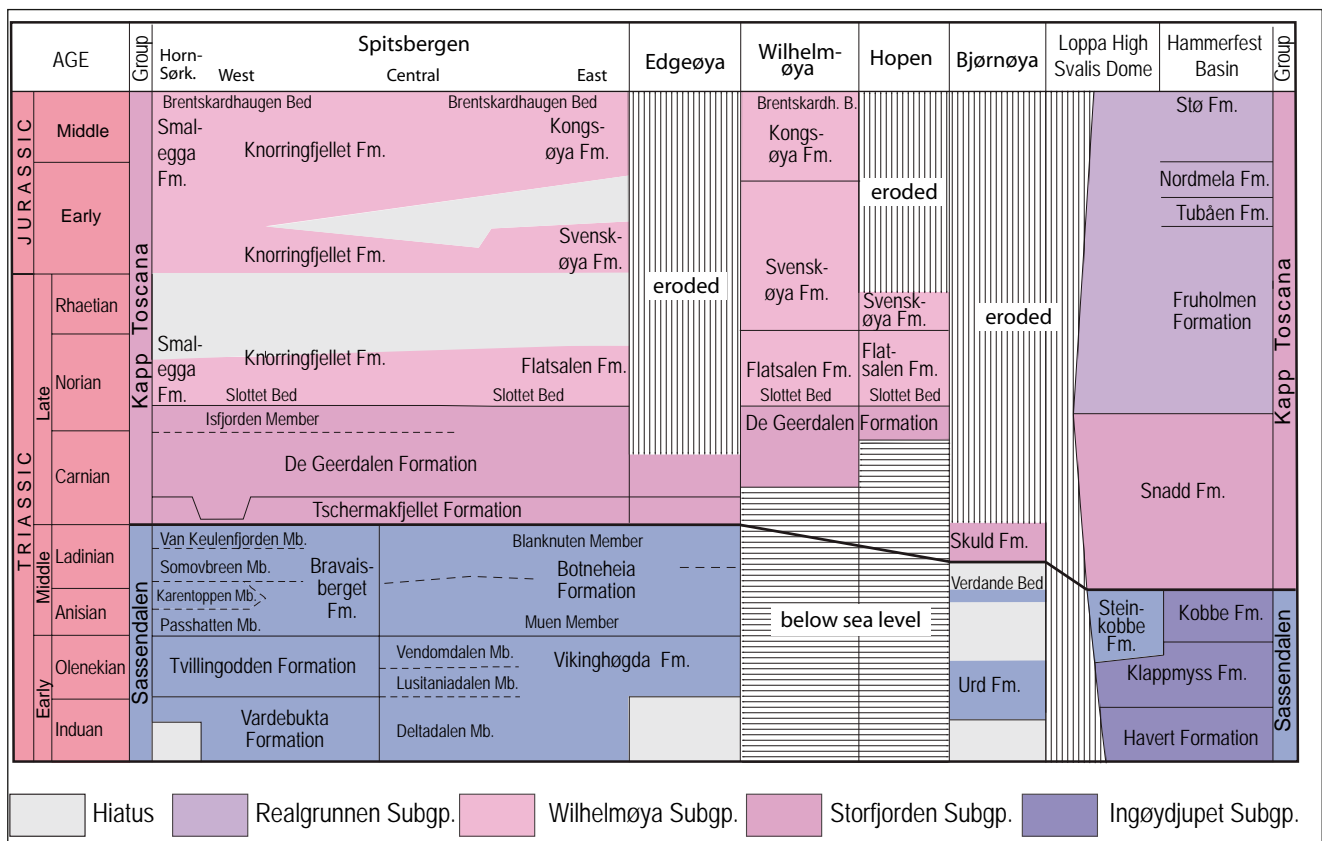 AGE
Group
Horn-
Sørk.
Spitsbergen
West
Central
East
Edgeøya
Wilhelm-
øya
Hopen
Bjørnøya
Loppa High
Svalis Dome
Hammerfest
Basin
Group
JURASSIC
Middle
Early
TRIASSIC
Late
Rhaetian
Norian
Carnian
Middle
Ladinian
Anisian
Early
Olenekian
Induan
Kapp Toscana
Sassendalen
Brentskardhaugen Bed
Brentskardhaugen Bed
Smal-
egga
Fm.
Knorringfjellet Fm.
Kongs-
øya Fm.
Knorringfjellet Fm.
Svensk-
øya Fm.
Smal-
egga
Fm.
Knorringfjellet Fm.
Flatsalen Fm.
Slottet Bed
Slottet Bed
Isfjorden Member
De Geerdalen Formation
Tschermakfjellet Formation
Van Keulenfjorden Mb.
Somovbreen Mb.
Karentoppen Mb.
Passhatten Mb.
Bravais-
berget
Fm.
Blanknuten Member
Botneheia
Formation
Muen Member
Tvillingodden Formation
Vendomdalen Mb.
Lusitaniadalen Mb.
Vikinghøgda Fm.
Vardebukta
Formation
Deltadalen Mb.
eroded
Brentskardh. B.
Kongs-
øya Fm.
Svensk-
øya Fm.
Flatsalen Fm.
Slottet Bed
De Geerdalen Formation
eroded
Svensk-
øya Fm.
Flat-
salen Fm.
Slottet Bed
below sea level
eroded
Skuld Fm.
Verdande Bed
Urd Fm.
Stø Fm.
Nordmela Fm.
Tubåen Fm.
Fruholmen
Formation
Snadd Fm.
Stein-
kobbe
Fm.
Kobbe Fm.
Klappmyss Fm.
Havert Formation
Kapp Toscana
Sassendalen
Hiatus
Realgrunnen Subgp.
Wilhelmøya Subgp.
Storfjorden Subgp.
Ingøydjupet Subgp.